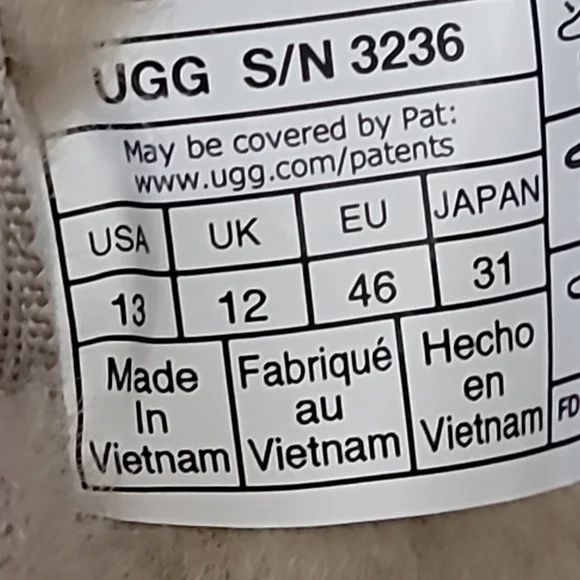 UGG S/N 3236
May be covered by Pat:
www.ugg.com/patents
USA UK EU JAPAN
13 12 46 31
Made In Vietnam
Fabriqué au Vietnam
Hecho en Vietnam
FD